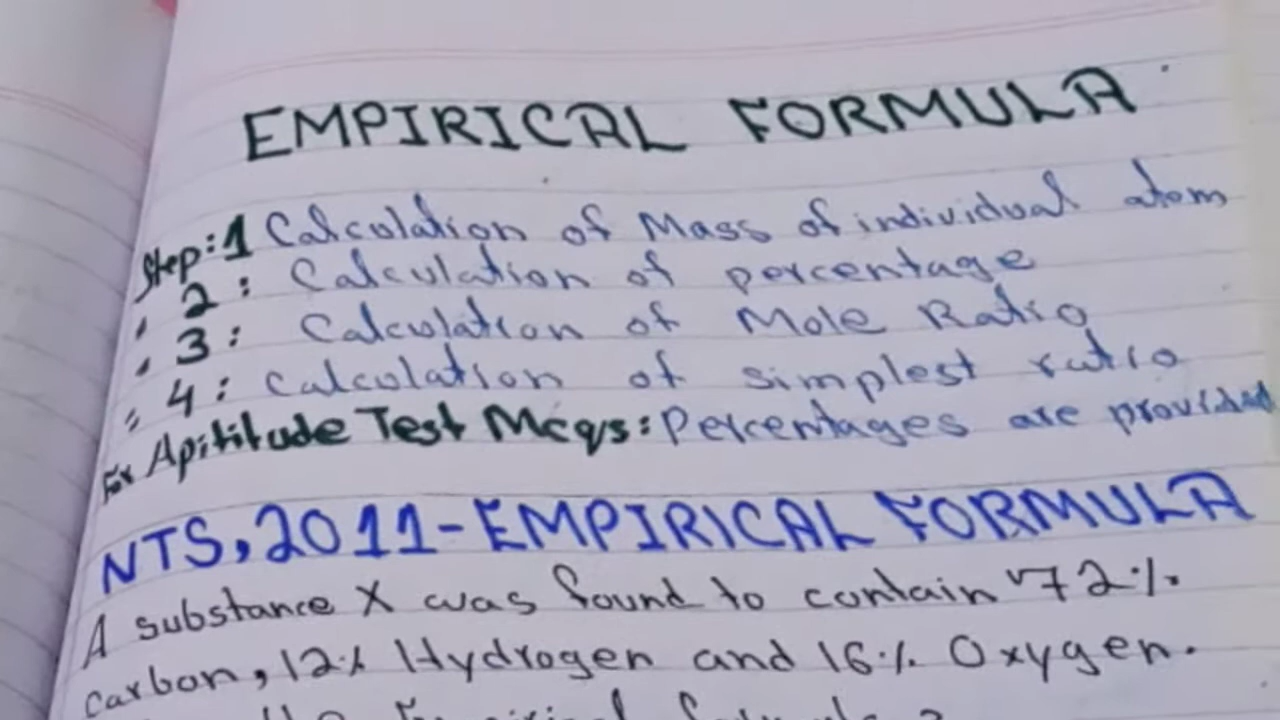 EMPIRICAL FORMULA
Step:1 Calculation of Mass of individual atom
" 2: Calculation of percentage
" 3: Calculation of Mole Ratio
" 4: Calculation of simplest ratio
For Apititude Test Mcqs: Percentages are provided
NTS, 2011-EMPIRICAL FORMULA
A substance X was found to contain 72%
Carbon, 12% Hydrogen and 16% Oxygen.